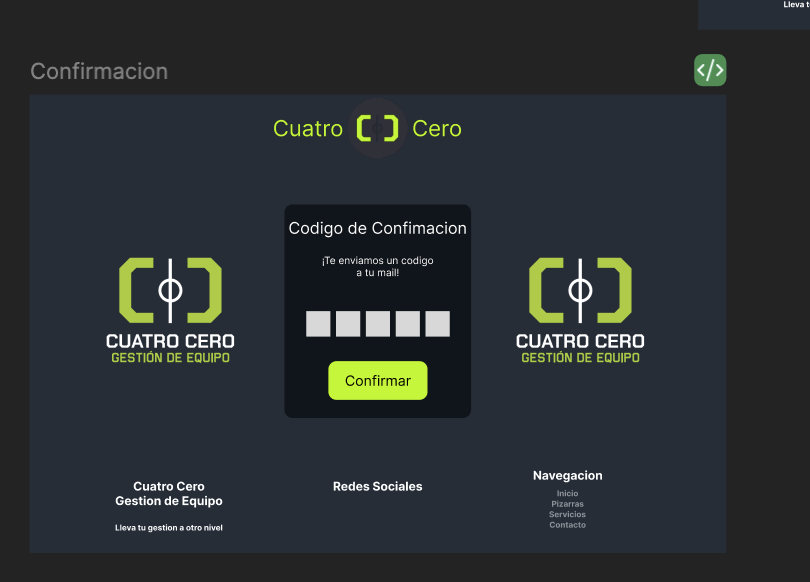 Lleva t
Confirmacion
</>
Cuatro Cero
Codigo de Confimacion
¡Te enviamos un codigo
a tu mail!
Confirmar
CUATRO CERO
GESTIÓN DE EQUIPO
CUATRO CERO
GESTIÓN DE EQUIPO
Cuatro Cero
Gestion de Equipo
Lleva tu gestion a otro nivel
Redes Sociales
Navegacion
Inicio
Pizarras
Servicios
Contacto